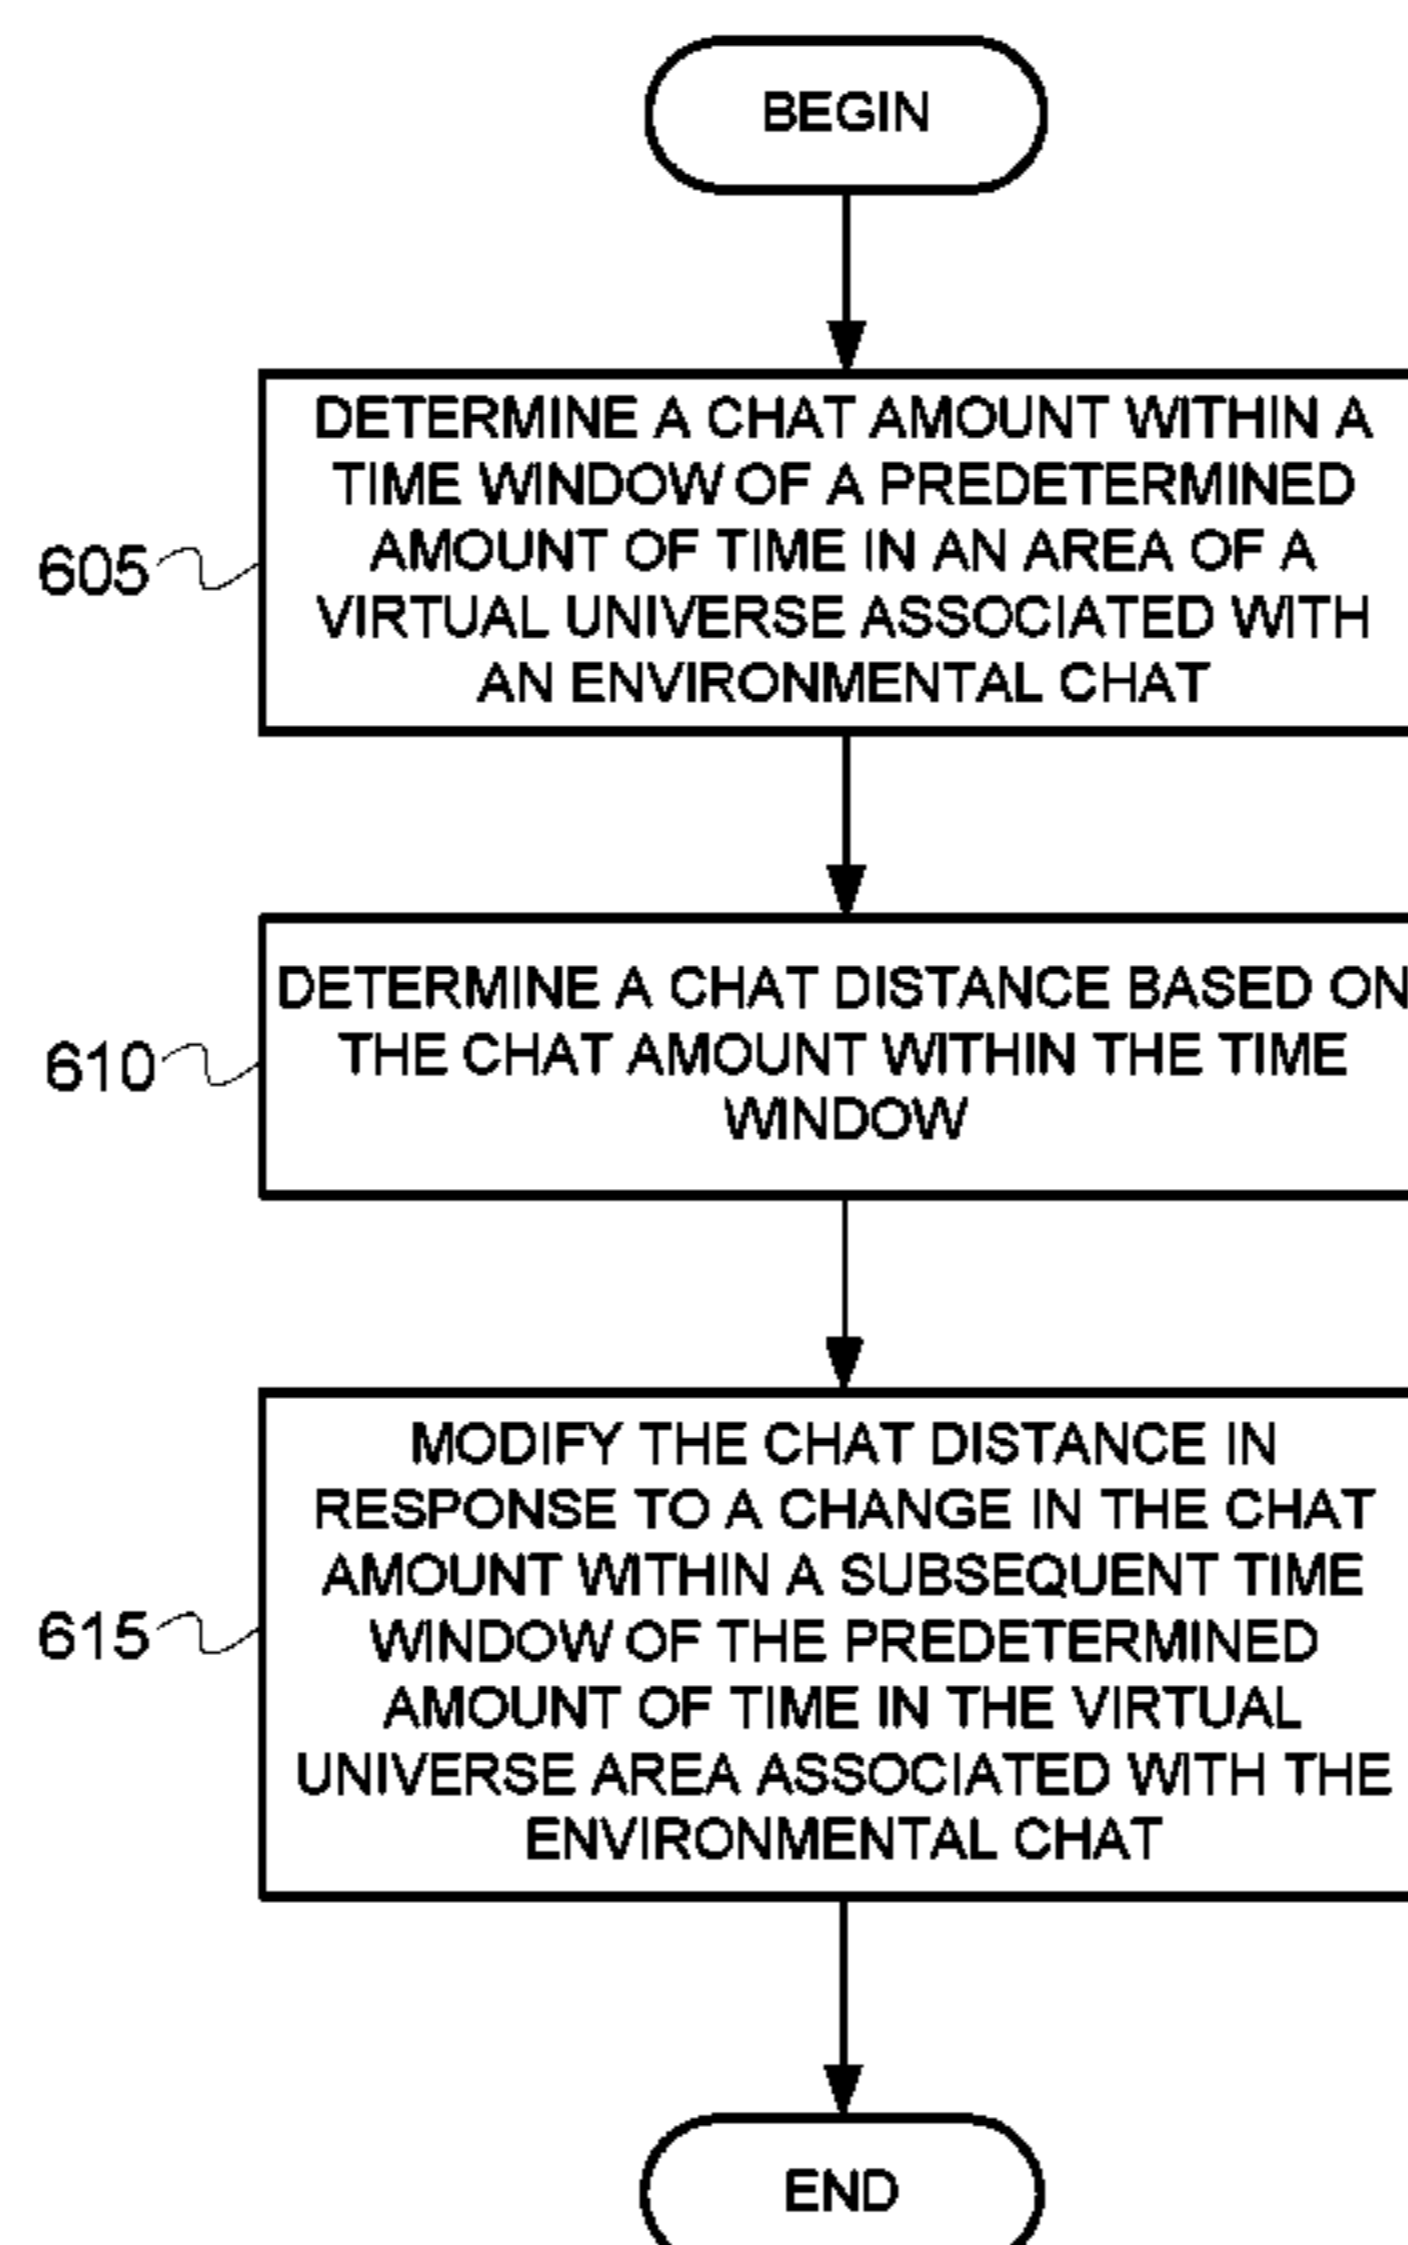 BEGIN
DETERMINE A CHAT AMOUNT WITHIN A
TIME WINDOW OF A PREDETERMINED
AMOUNT OF TIME IN AN AREA OF A
VIRTUAL UNIVERSE ASSOCIATED WITH
AN ENVIRONMENTAL CHAT
605
DETERMINE A CHAT DISTANCE BASED ON
THE CHAT AMOUNT WITHIN THE TIME
WINDOW
610
MODIFY THE CHAT DISTANCE IN
RESPONSE TO A CHANGE IN THE CHAT
AMOUNT WITHIN A SUBSEQUENT TIME
WINDOW OF THE PREDETERMINED
AMOUNT OF TIME IN THE VIRTUAL
UNIVERSE AREA ASSOCIATED WITH THE
ENVIRONMENTAL CHAT
615
END